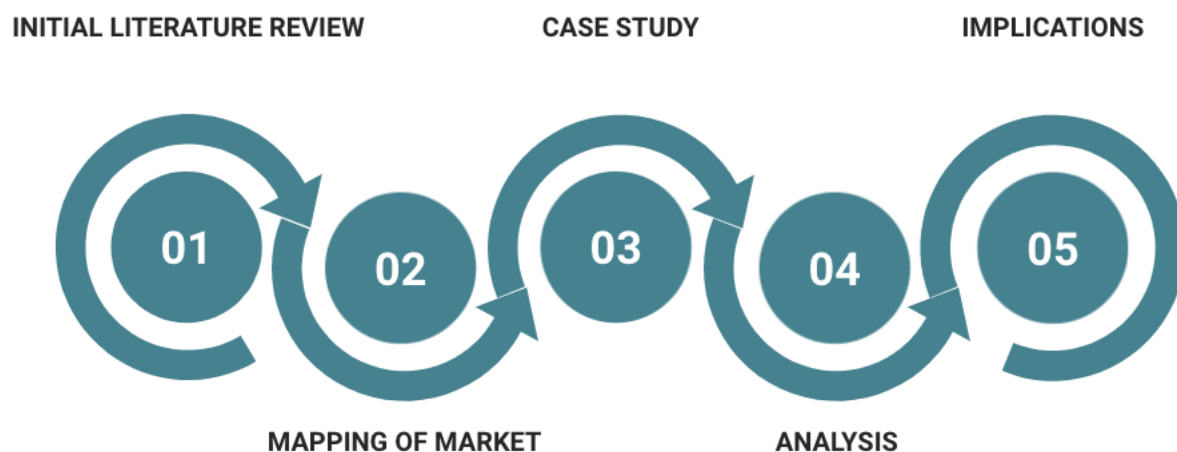 INITIAL LITERATURE REVIEW
CASE STUDY
IMPLICATIONS
01
02
03
04
05
MAPPING OF MARKET
ANALYSIS